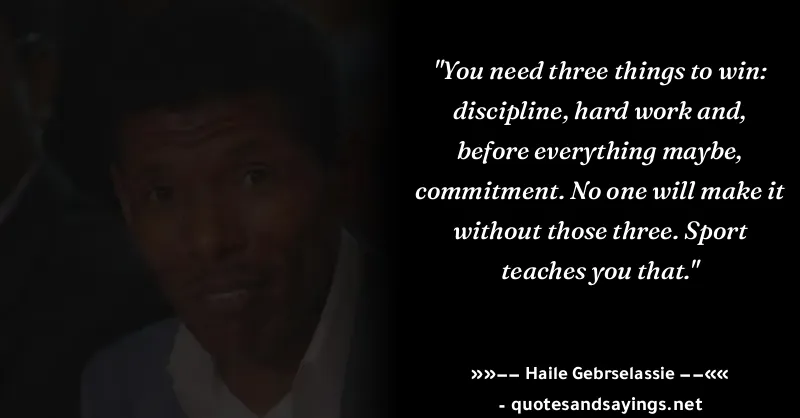 "You need three things to win:
discipline, hard work and,
before everything maybe,
commitment. No one will make it
without those three. Sport
teaches you that."
»»–– Haile Gebrselassie ––««
- quotesandsayings.net